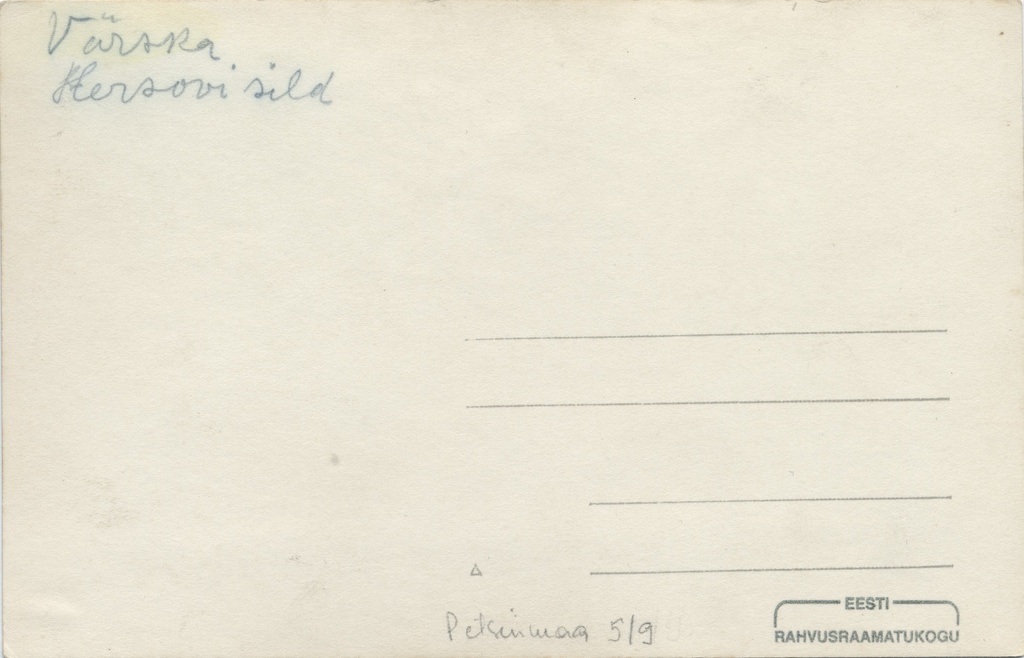 Värska
Hersovi sild
Petserimaa 5/9
EESTI
RAHVUSRAAMATUKOGU